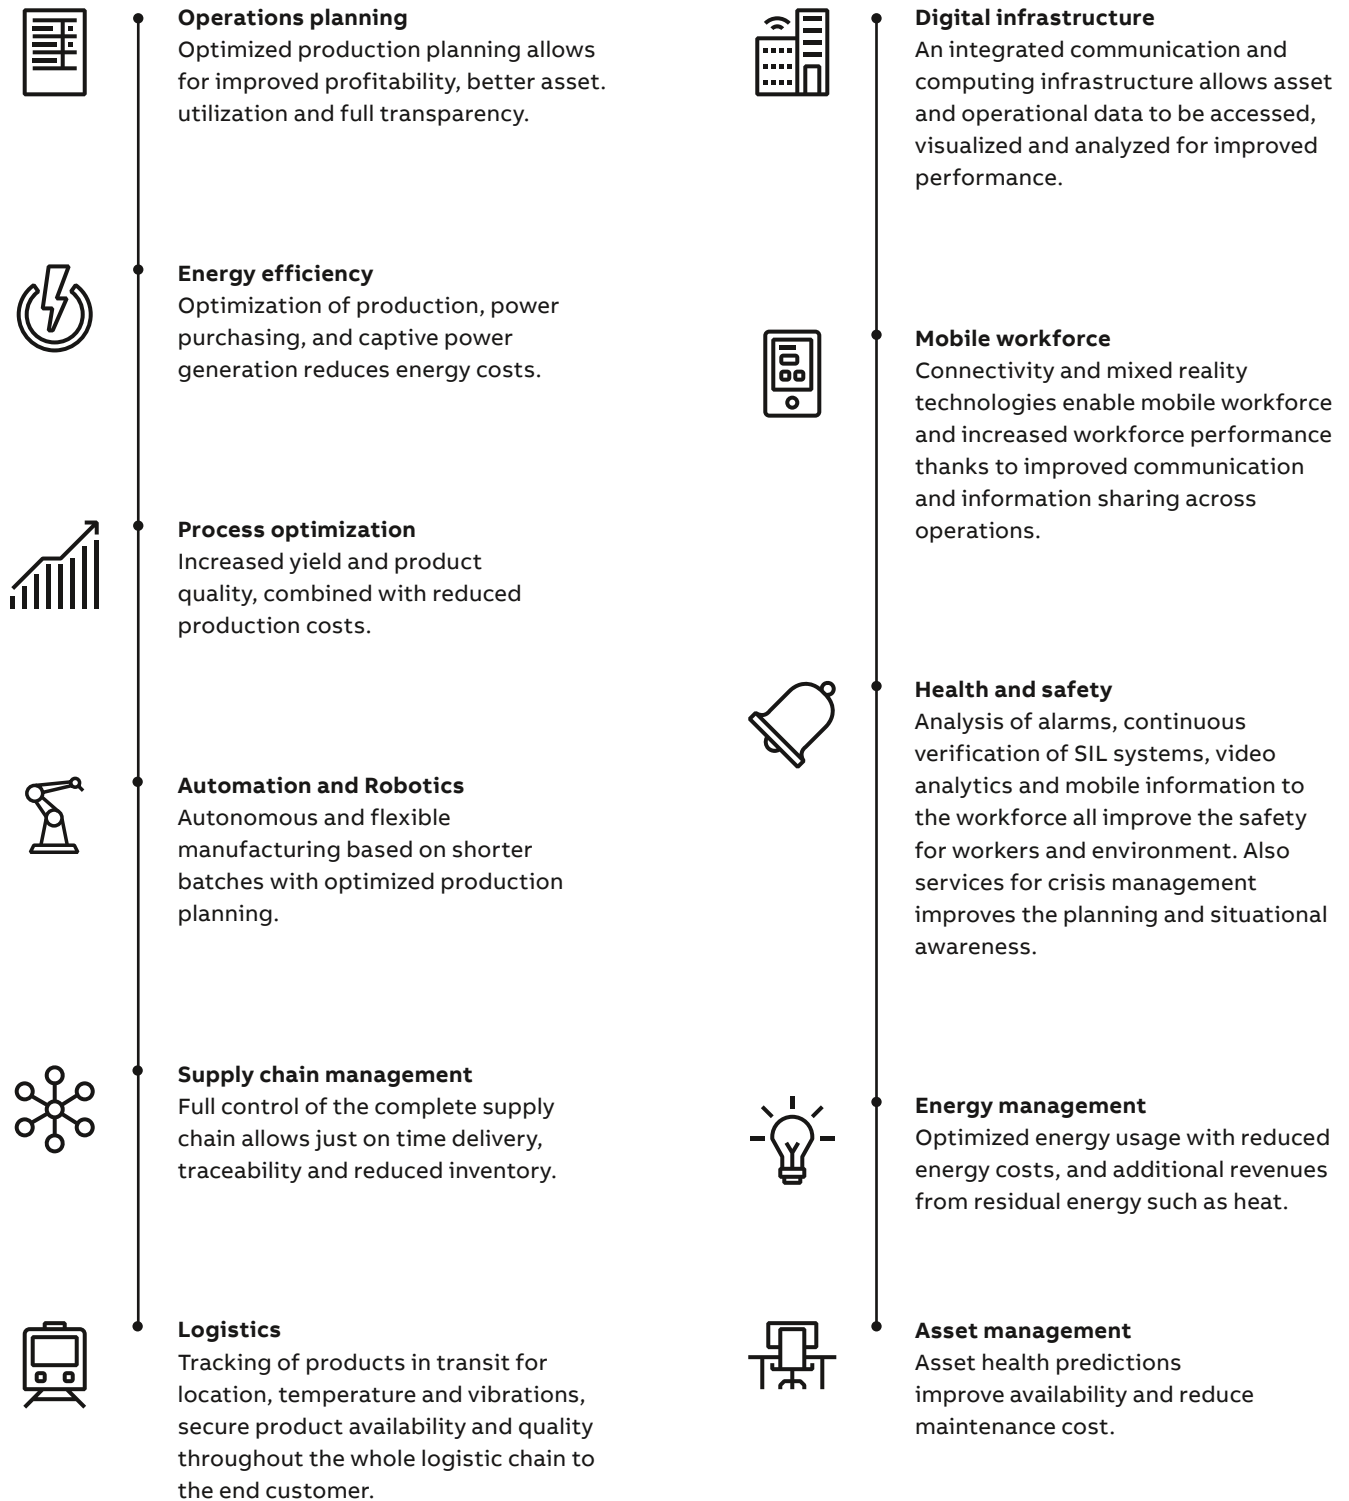 Operations planning
Optimized production planning allows
for improved profitability, better asset.
utilization and full transparency.
Energy efficiency
Optimization of production, power
purchasing, and captive power
generation reduces energy costs.
Process optimization
Increased yield and product
quality, combined with reduced
production costs.
Automation and Robotics
Autonomous and flexible
manufacturing based on shorter
batches with optimized production
planning.
Supply chain management
Full control of the complete supply
chain allows just on time delivery,
traceability and reduced inventory.
Logistics
Tracking of products in transit for
location, temperature and vibrations,
secure product availability and quality
throughout the whole logistic chain to
the end customer.
Digital infrastructure
An integrated communication and
computing infrastructure allows asset
and operational data to be accessed,
visualized and analyzed for improved
performance.
Mobile workforce
Connectivity and mixed reality
technologies enable mobile workforce
and increased workforce performance
thanks to improved communication
and information sharing across
operations.
Health and safety
Analysis of alarms, continuous
verification of SIL systems, video
analytics and mobile information to
the workforce all improve the safety
for workers and environment. Also
services for crisis management
improves the planning and situational
awareness.
Energy management
Optimized energy usage with reduced
energy costs, and additional revenues
from residual energy such as heat.
Asset management
Asset health predictions
improve availability and reduce
maintenance cost.